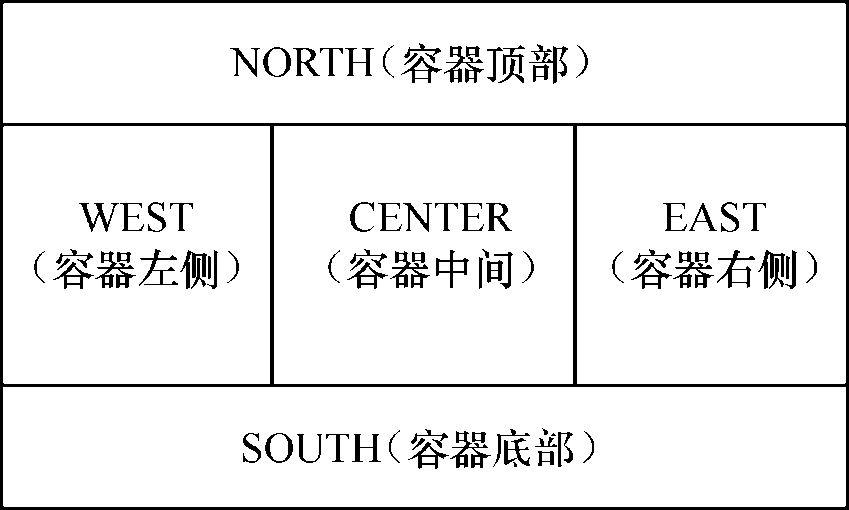 NORTH(容器顶部)
WEST
(容器左侧)
CENTER
(容器中间)
EAST
(容器右侧)
SOUTH(容器底部)